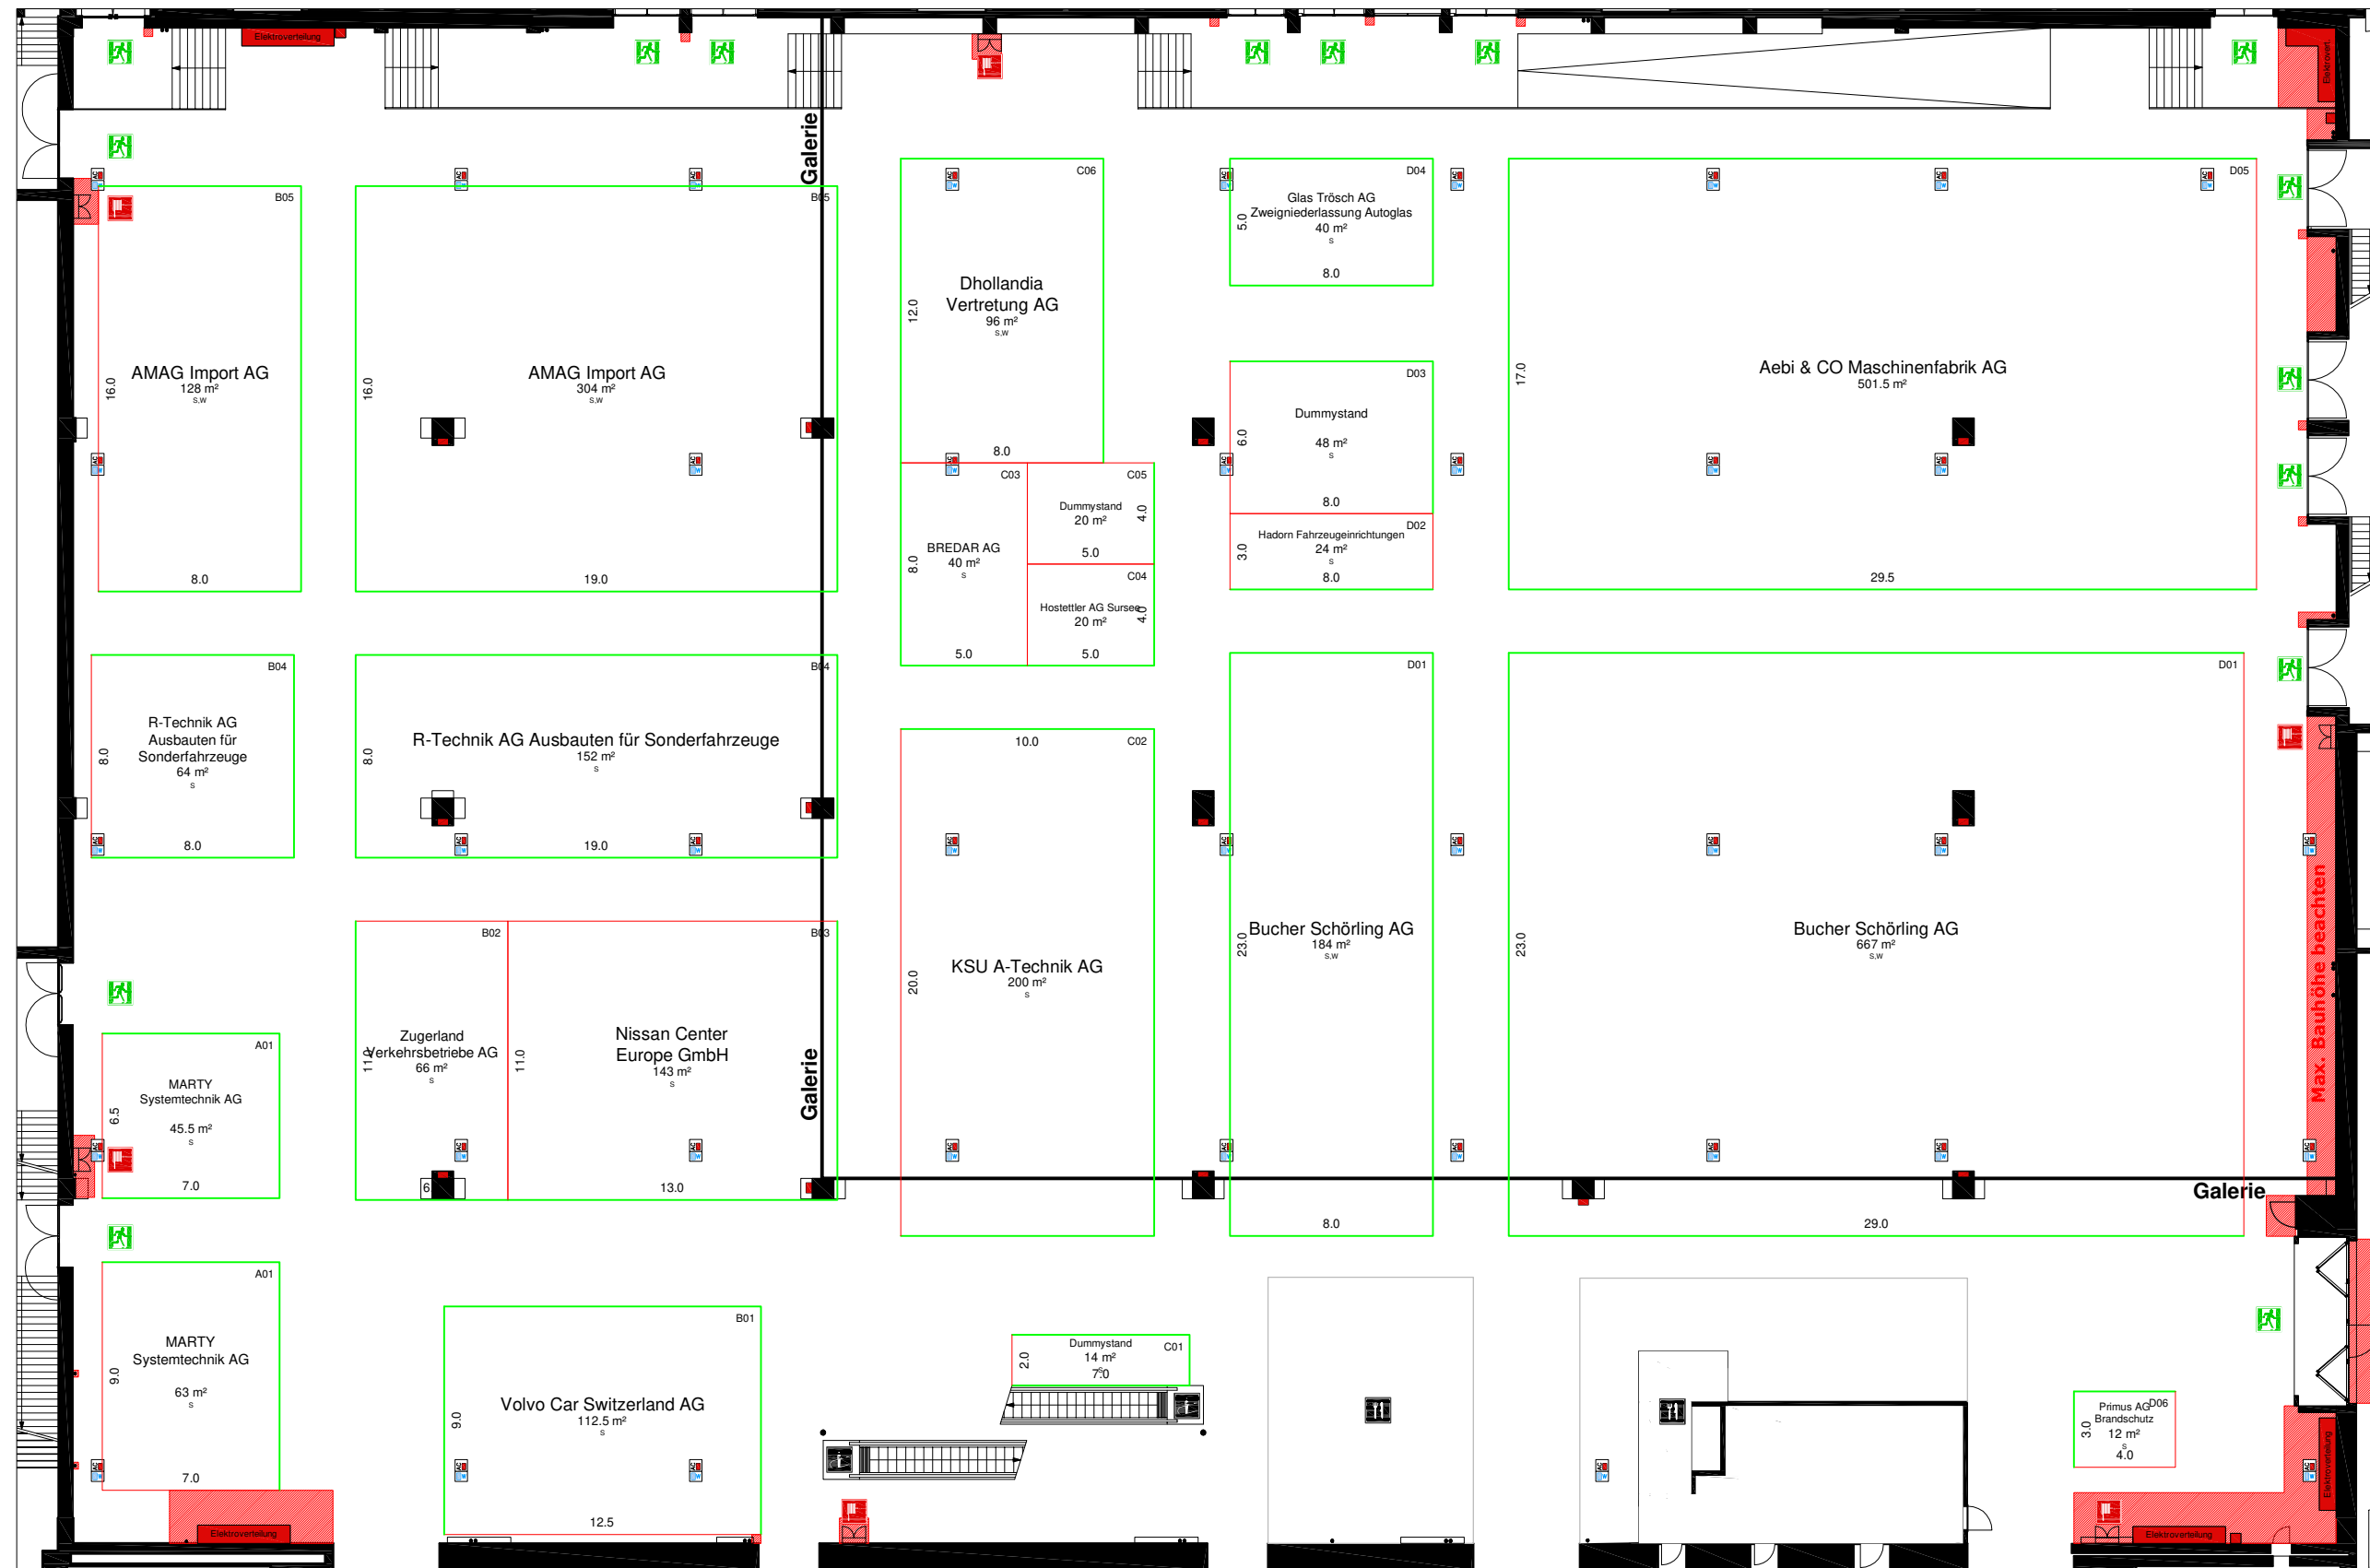 Elektroverteilung
Elektrovert.
Galerie
B05
AMAG Import AG
128 m²
S,W
16.0
8.0
B05
AMAG Import AG
304 m²
S,W
16.0
19.0
C06
Dhollandia
Vertretung AG
96 m²
S,W
12.0
8.0
D04
Glas Trösch AG
Zweigniederlassung Autoglas
40 m²
S
5.0
8.0
D03
Dummystand
48 m²
S
6.0
8.0
D02
Hadorn Fahrzeugeinrichtungen
24 m²
S
3.0
8.0
D05
Aebi & CO Maschinenfabrik AG
501.5 m²
17.0
29.5
C03
BREDAR AG
40 m²
S
8.0
5.0
C05
Dummystand
20 m²
4.0
5.0
C04
Hostettler AG Sursee
20 m²
4.0
5.0
B04
R-Technik AG
Ausbauten für
Sonderfahrzeuge
64 m²
S
8.0
8.0
B04
R-Technik AG Ausbauten für Sonderfahrzeuge
152 m²
S
8.0
19.0
10.0
C02
KSU A-Technik AG
200 m²
S
20.0
D01
Bucher Schörling AG
184 m²
S,W
23.0
8.0
D01
Bucher Schörling AG
667 m²
S,W
23.0
29.0
Max. Bauhöhe beachten
B02
Zugerland
Verkehrsbetriebe AG
66 m²
S
11.0
6
B03
Nissan Center
Europe GmbH
143 m²
S
11.0
13.0
Galerie
Galerie
A01
MARTY
Systemtechnik AG
45.5 m²
S
6.5
7.0
A01
MARTY
Systemtechnik AG
63 m²
S
9.0
7.0
B01
Volvo Car Switzerland AG
112.5 m²
S
9.0
12.5
C01
Dummystand
14 m²
S
2.0
7.0
D06
Primus AG
Brandschutz
12 m²
S
3.0
4.0
Elektroverteilung
Elektroverteilung
Elektroverteilung